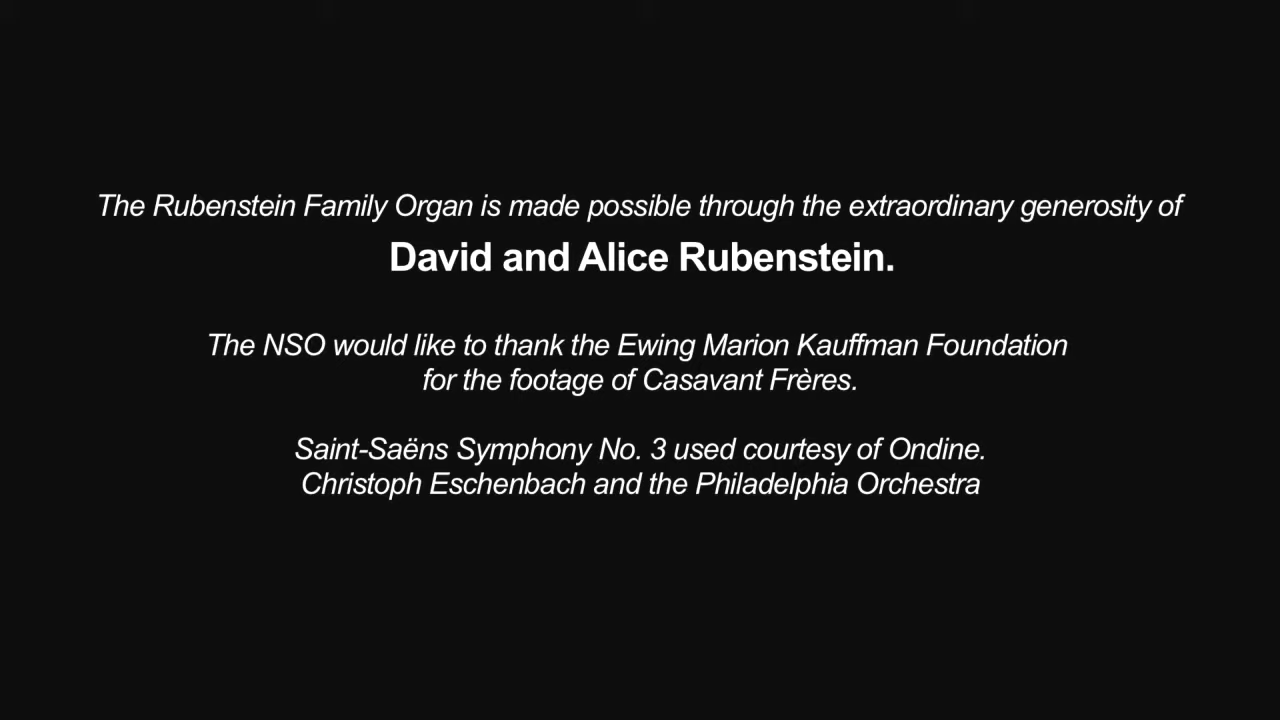 The Rubenstein Family Organ is made possible through the extraordinary generosity of
David and Alice Rubenstein.
The NSO would like to thank the Ewing Marion Kauffman Foundation
for the footage of Casavant Frères.
Saint-Saëns Symphony No. 3 used courtesy of Ondine.
Christoph Eschenbach and the Philadelphia Orchestra